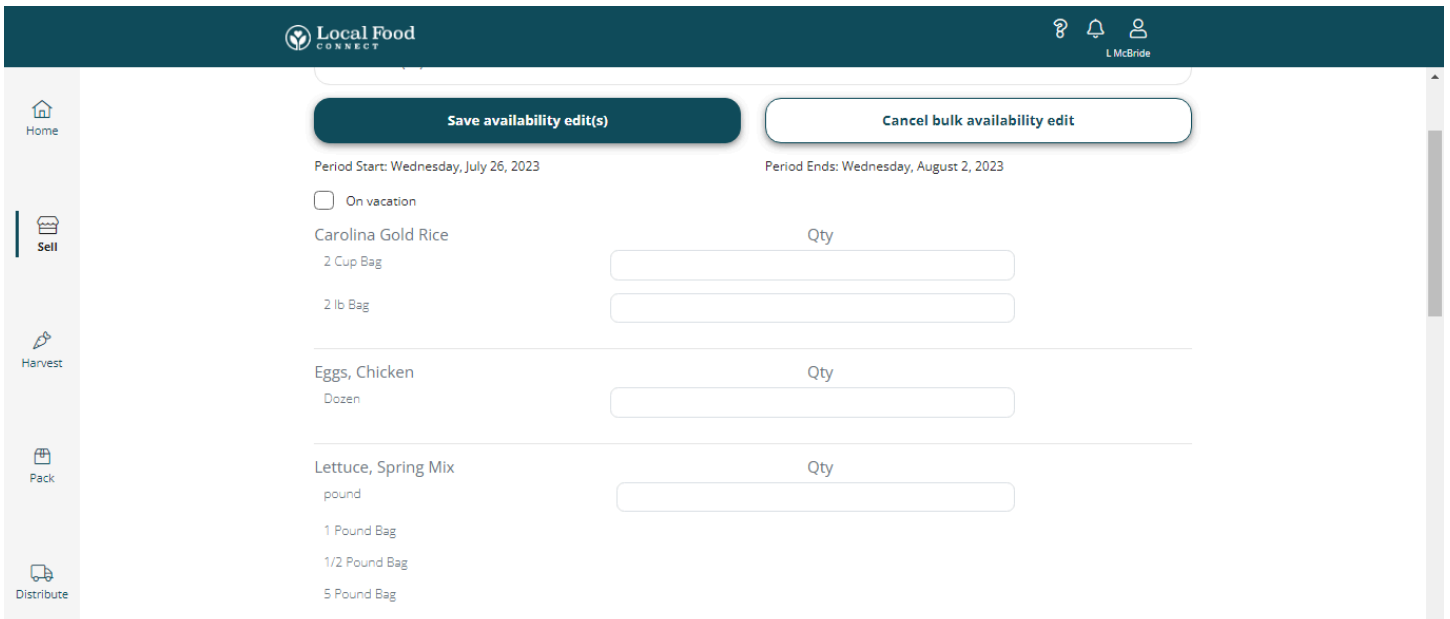 Local Food
CONNECT
L McBride
Home
Sell
Harvest
Pack
Distribute
Save availability edit(s)
Cancel bulk availability edit
Period Start: Wednesday, July 26, 2023
Period Ends: Wednesday, August 2, 2023
On vacation
Carolina Gold Rice
Qty
2 Cup Bag
2 lb Bag
Eggs, Chicken
Qty
Dozen
Lettuce, Spring Mix
Qty
pound
1 Pound Bag
1/2 Pound Bag
5 Pound Bag